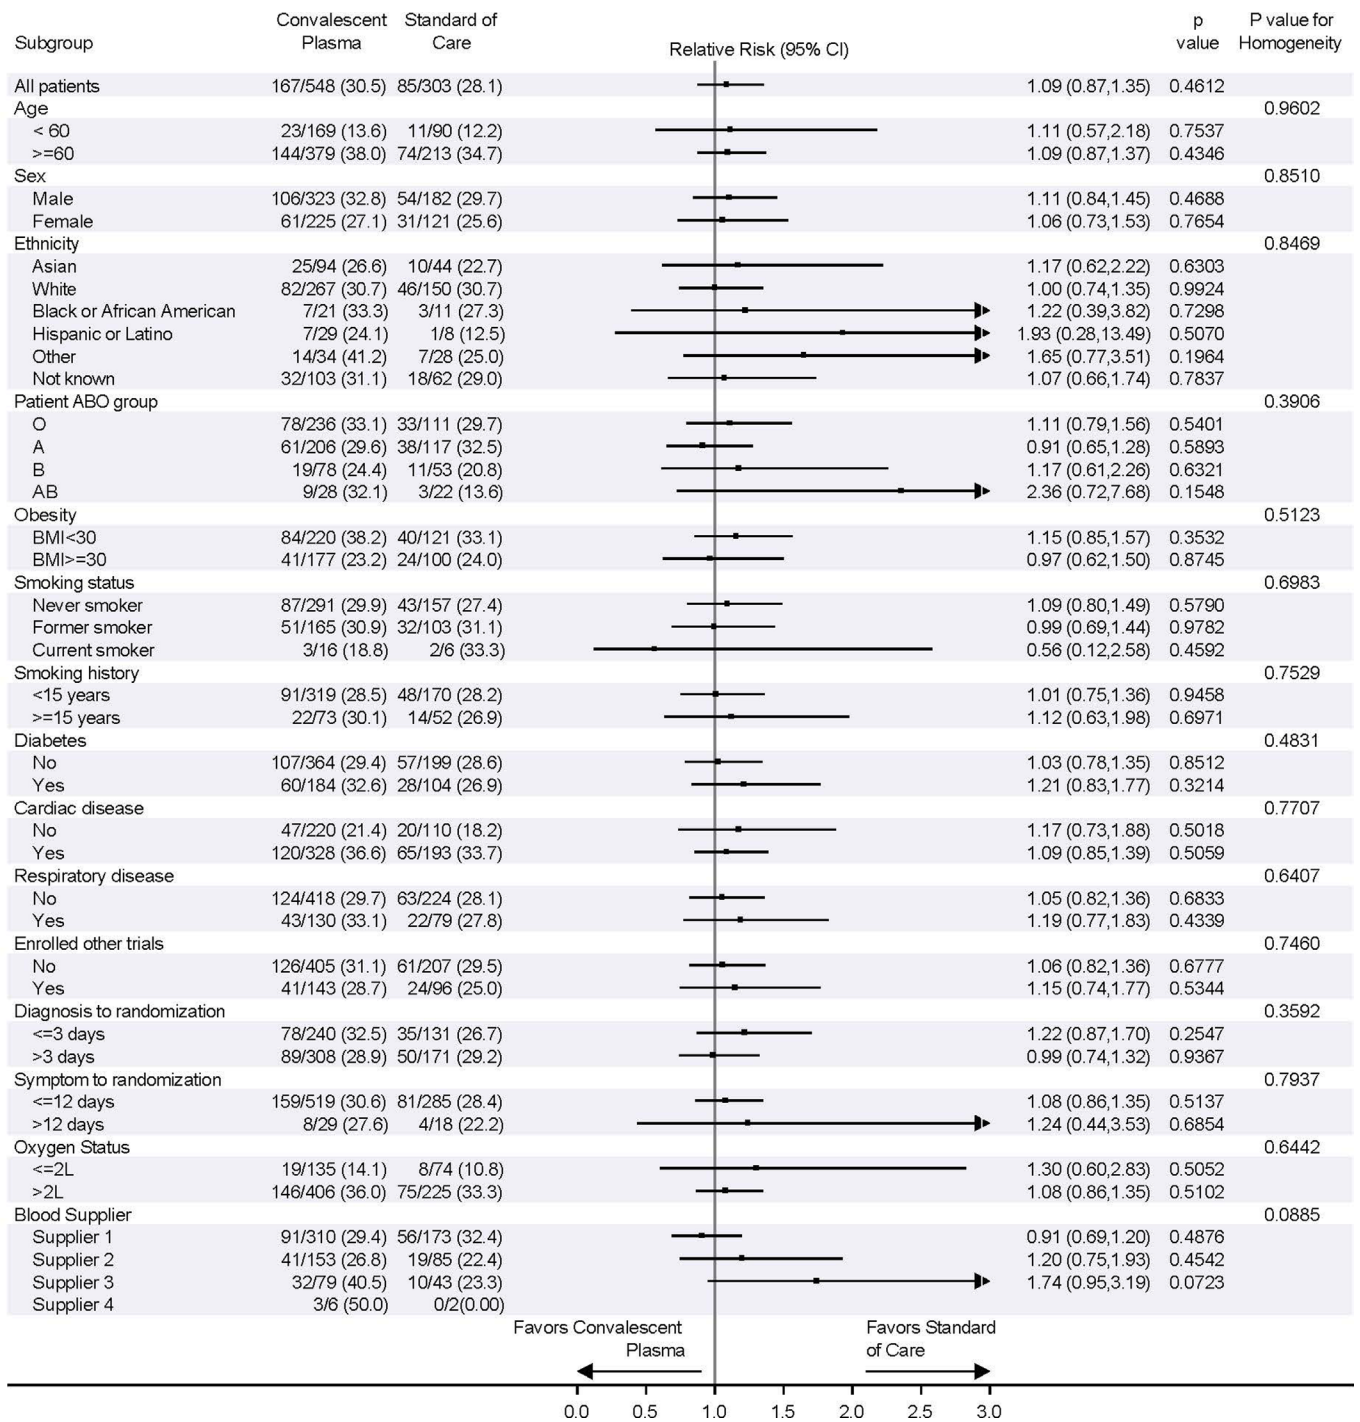 Subgroup Convalescent Plasma Standard of Care Relative Risk (95% CI) p value P value for Homogeneity
All patients 167/548 (30.5) 85/303 (28.1) 1.09 (0.87,1.35) 0.4612
Age 0.9602
< 60 23/169 (13.6) 11/90 (12.2) 1.11 (0.57,2.18) 0.7537
>=60 144/379 (38.0) 74/213 (34.7) 1.09 (0.87,1.37) 0.4346
Sex 0.8510
Male 106/323 (32.8) 54/182 (29.7) 1.11 (0.84,1.45) 0.4688
Female 61/225 (27.1) 31/121 (25.6) 1.06 (0.73,1.53) 0.7654
Ethnicity 0.8469
Asian 25/94 (26.6) 10/44 (22.7) 1.17 (0.62,2.22) 0.6303
White 82/267 (30.7) 46/150 (30.7) 1.00 (0.74,1.35) 0.9924
Black or African American 7/21 (33.3) 3/11 (27.3) 1.22 (0.39,3.82) 0.7298
Hispanic or Latino 7/29 (24.1) 1/8 (12.5) 1.93 (0.28,13.49) 0.5070
Other 14/34 (41.2) 7/28 (25.0) 1.65 (0.77,3.51) 0.1964
Not known 32/103 (31.1) 18/62 (29.0) 1.07 (0.66,1.74) 0.7837
Patient ABO group 0.3906
O 78/236 (33.1) 33/111 (29.7) 1.11 (0.79,1.56) 0.5401
A 61/206 (29.6) 38/117 (32.5) 0.91 (0.65,1.28) 0.5893
B 19/78 (24.4) 11/53 (20.8) 1.17 (0.61,2.26) 0.6321
AB 9/28 (32.1) 3/22 (13.6) 2.36 (0.72,7.68) 0.1548
Obesity 0.5123
BMI<30 84/220 (38.2) 40/121 (33.1) 1.15 (0.85,1.57) 0.3532
BMI>=30 41/177 (23.2) 24/100 (24.0) 0.97 (0.62,1.50) 0.8745
Smoking status 0.6983
Never smoker 87/291 (29.9) 43/157 (27.4) 1.09 (0.80,1.49) 0.5790
Former smoker 51/165 (30.9) 32/103 (31.1) 0.99 (0.69,1.44) 0.9782
Current smoker 3/16 (18.8) 2/6 (33.3) 0.56 (0.12,2.58) 0.4592
Smoking history 0.7529
<15 years 91/319 (28.5) 48/170 (28.2) 1.01 (0.75,1.36) 0.9458
>=15 years 22/73 (30.1) 14/52 (26.9) 1.12 (0.63,1.98) 0.6971
Diabetes 0.4831
No 107/364 (29.4) 57/199 (28.6) 1.03 (0.78,1.35) 0.8512
Yes 60/184 (32.6) 28/104 (26.9) 1.21 (0.83,1.77) 0.3214
Cardiac disease 0.7707
No 47/220 (21.4) 20/110 (18.2) 1.17 (0.73,1.88) 0.5018
Yes 120/328 (36.6) 65/193 (33.7) 1.09 (0.85,1.39) 0.5059
Respiratory disease 0.6407
No 124/418 (29.7) 63/224 (28.1) 1.05 (0.82,1.36) 0.6833
Yes 43/130 (33.1) 22/79 (27.8) 1.19 (0.77,1.83) 0.4339
Enrolled other trials 0.7460
No 126/405 (31.1) 61/207 (29.5) 1.06 (0.82,1.36) 0.6777
Yes 41/143 (28.7) 24/96 (25.0) 1.15 (0.74,1.77) 0.5344
Diagnosis to randomization 0.3592
<=3 days 78/240 (32.5) 35/131 (26.7) 1.22 (0.87,1.70) 0.2547
>3 days 89/308 (28.9) 50/171 (29.2) 0.99 (0.74,1.32) 0.9367
Symptom to randomization 0.7937
<=12 days 159/519 (30.6) 81/285 (28.4) 1.08 (0.86,1.35) 0.5137
>12 days 8/29 (27.6) 4/18 (22.2) 1.24 (0.44,3.53) 0.6854
Oxygen Status 0.6442
<=2L 19/135 (14.1) 8/74 (10.8) 1.30 (0.60,2.83) 0.5052
>2L 146/406 (36.0) 75/225 (33.3) 1.08 (0.86,1.35) 0.5102
Blood Supplier 0.0885
Supplier 1 91/310 (29.4) 56/173 (32.4) 0.91 (0.69,1.20) 0.4876
Supplier 2 41/153 (26.8) 19/85 (22.4) 1.20 (0.75,1.93) 0.4542
Supplier 3 32/79 (40.5) 10/43 (23.3) 1.74 (0.95,3.19) 0.0723
Supplier 4 3/6 (50.0) 0/2(0.00)
Favors Convalescent Plasma Favors Standard of Care
0.0 0.5 1.0 1.5 2.0 2.5 3.0